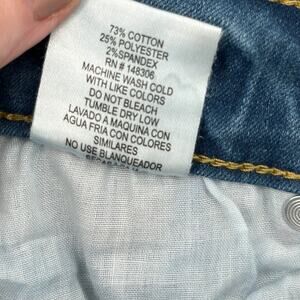 73% COTTON
25% POLYESTER
2%SPANDEX
RN # 148306
MACHINE WASH COLD
WITH LIKE COLORS
DO NOT BLEACH
TUMBLE DRY LOW
LAVADO A MAQUINA CON
AGUA FRIA CON COLORES
SIMILARES
NO USE BLANQUEADOR